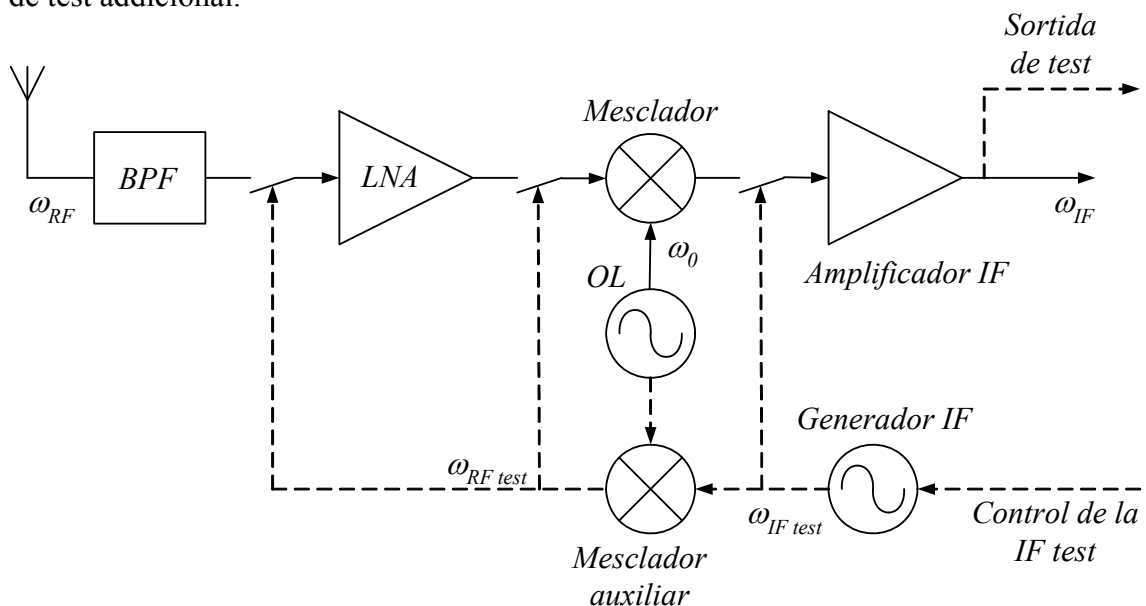 de test addicional.
Sortida
de test
Mesclador
BPF
LNA
ω_RF
ω_0
ω_IF
OL
Amplificador IF
Generador IF
ω_RF test
ω_IF test
Control de la
IF test
Mesclador
auxiliar